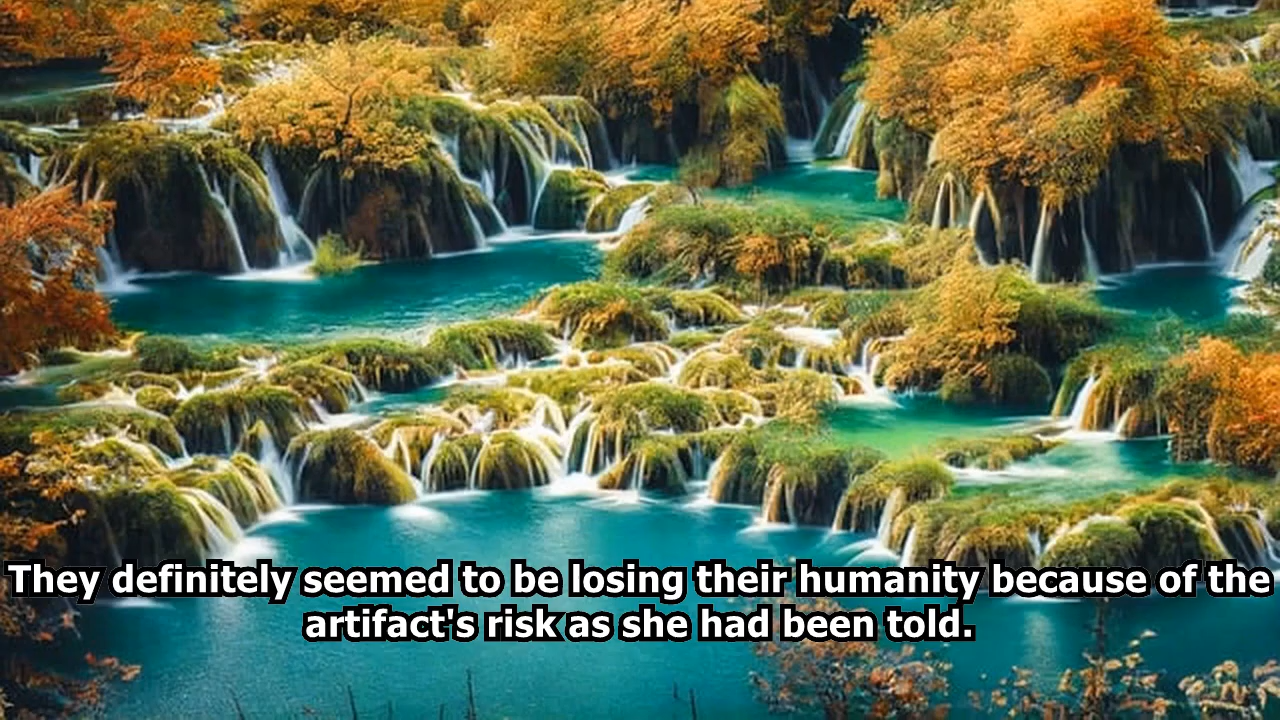 They definitely seemed to be losing their humanity because of the
artifact's risk as she had been told.